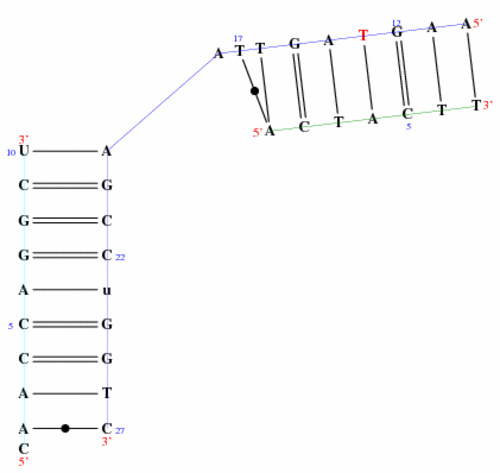 17 12
A T T G A T G A A 5'
5' A C T A C T T 3'
5
3'
10 U A
C G
G C
G C 22
A u
5 C G
C G
A T
A C 27
C 3'
5'